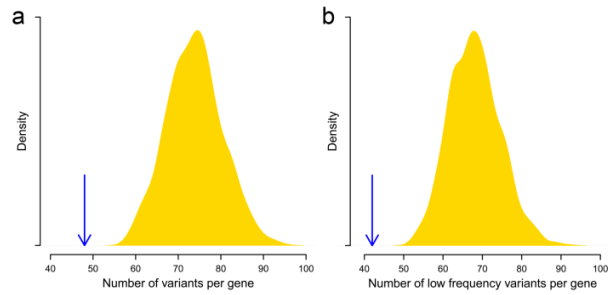 a
Density
40 50 60 70 80 90 100
Number of variants per gene
b
Density
40 50 60 70 80 90 100
Number of low frequency variants per gene